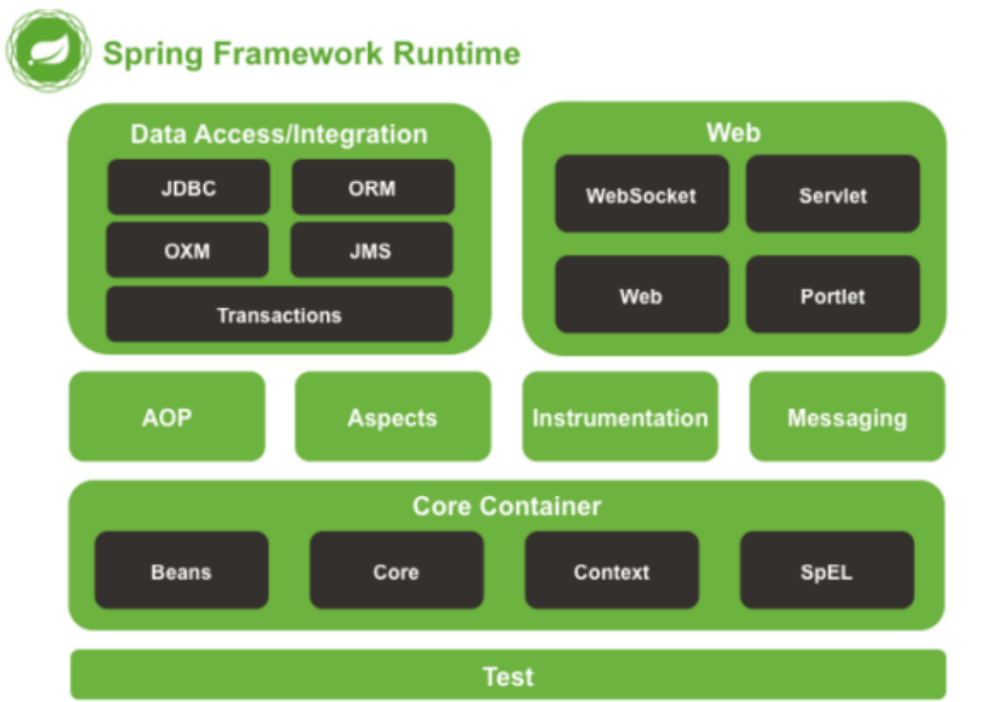 Spring Framework Runtime
Data Access/Integration
JDBC
ORM
OXM
JMS
Transactions
Web
WebSocket
Servlet
Web
Portlet
AOP
Aspects
Instrumentation
Messaging
Core Container
Beans
Core
Context
SpEL
Test